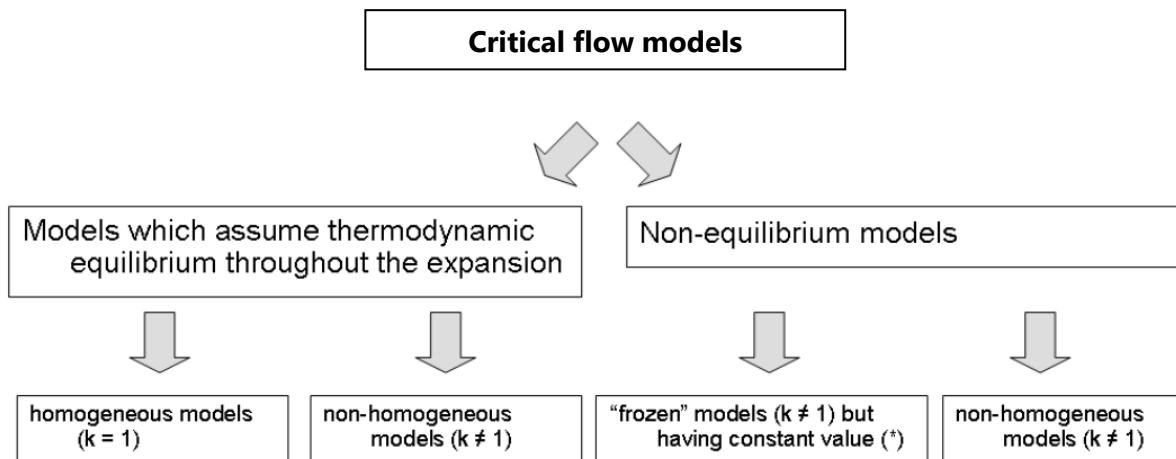 Critical flow models
Models which assume thermodynamic
equilibrium throughout the expansion
Non-equilibrium models
homogeneous models
(k = 1)
non-homogeneous
models (k ≠ 1)
“frozen” models (k ≠ 1) but
having constant value (*)
non-homogeneous
models (k ≠ 1)